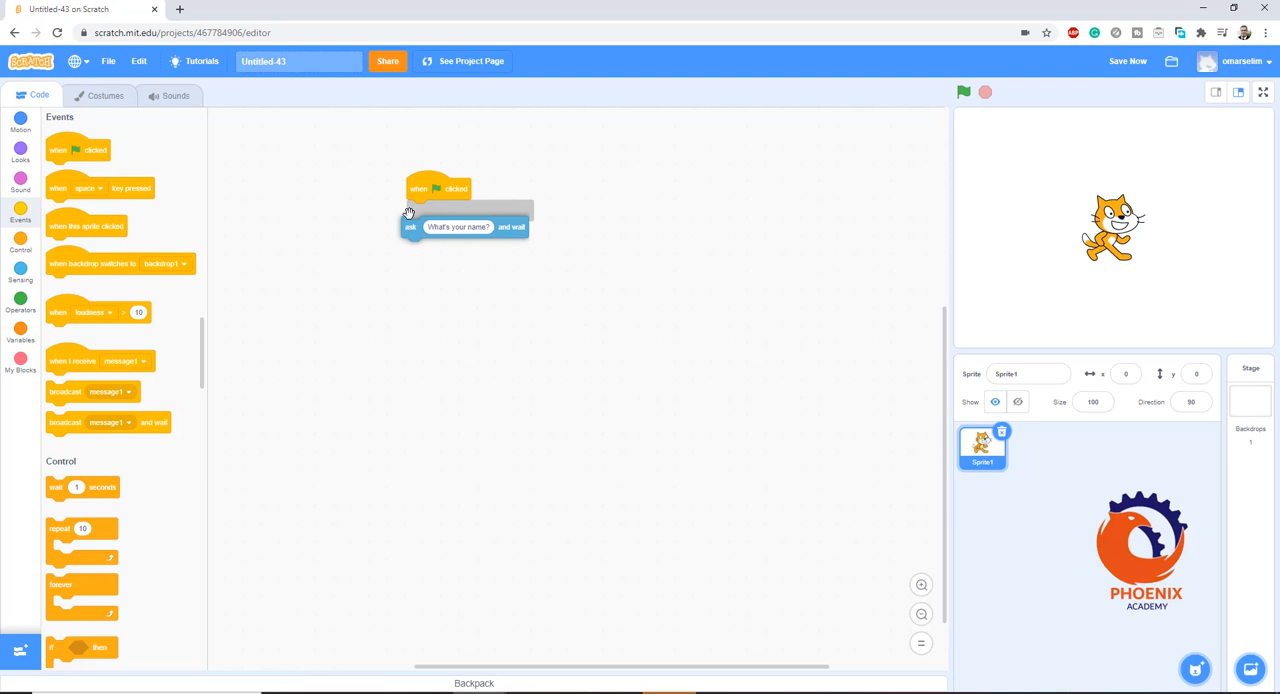 Untitled-43 on Scratch
scratch.mit.edu/projects/467784906/editor
ABP
SCRATCH
File
Edit
Tutorials
Untitled-43
Share
See Project Page
Save Now
omarselim
Code
Costumes
Sounds
Motion
Looks
Sound
Events
Control
Sensing
Operators
Variables
My Blocks
Events
when clicked
when space key pressed
when this sprite clicked
when backdrop switches to backdrop1
when loudness > 10
when I receive message1
broadcast message1
broadcast message1 and wait
Control
wait 1 seconds
repeat 10
forever
if then
when clicked
ask What's your name? and wait
Sprite Sprite1 x 0 y 0
Show Size 100 Direction 90
Sprite1
Stage
Backdrops
1
PHOENIX
ACADEMY
Backpack